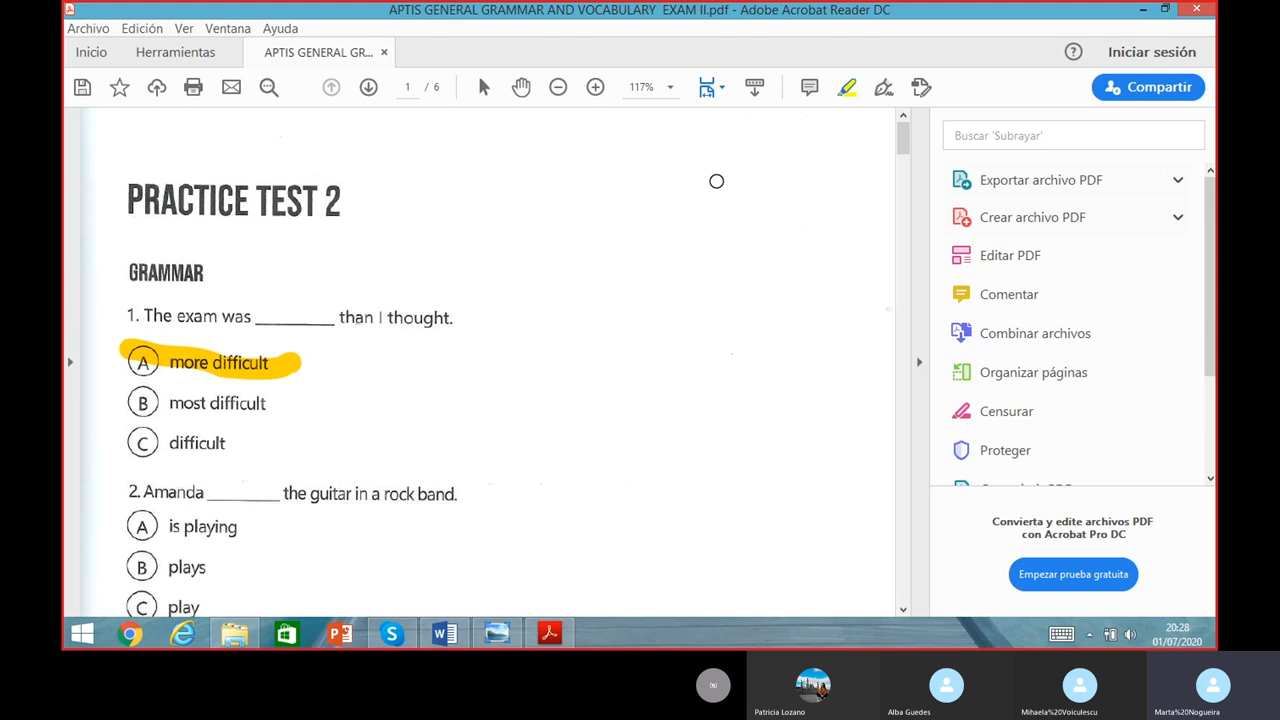 APTIS GENERAL GRAMMAR AND VOCABULARY EXAM II.pdf - Adobe Acrobat Reader DC
Archivo Edición Ver Ventana Ayuda
Inicio Herramientas APTIS GENERAL GR... × Iniciar sesión
1 / 6 117% Compartir
PRACTICE TEST 2
GRAMMAR
1. The exam was ________ than I thought.
A more difficult
B most difficult
C difficult
2. Amanda ________ the guitar in a rock band.
A is playing
B plays
C play
Buscar 'Subrayar'
Exportar archivo PDF
Crear archivo PDF
Editar PDF
Comentar
Combinar archivos
Organizar páginas
Censurar
Proteger
Convierta y edite archivos PDF
con Acrobat Pro DC
Empezar prueba gratuita
20:28
01/07/2020
Patricia Lozano Alba Guedes Mihaela%20Voiculescu Marta%20Nogueira